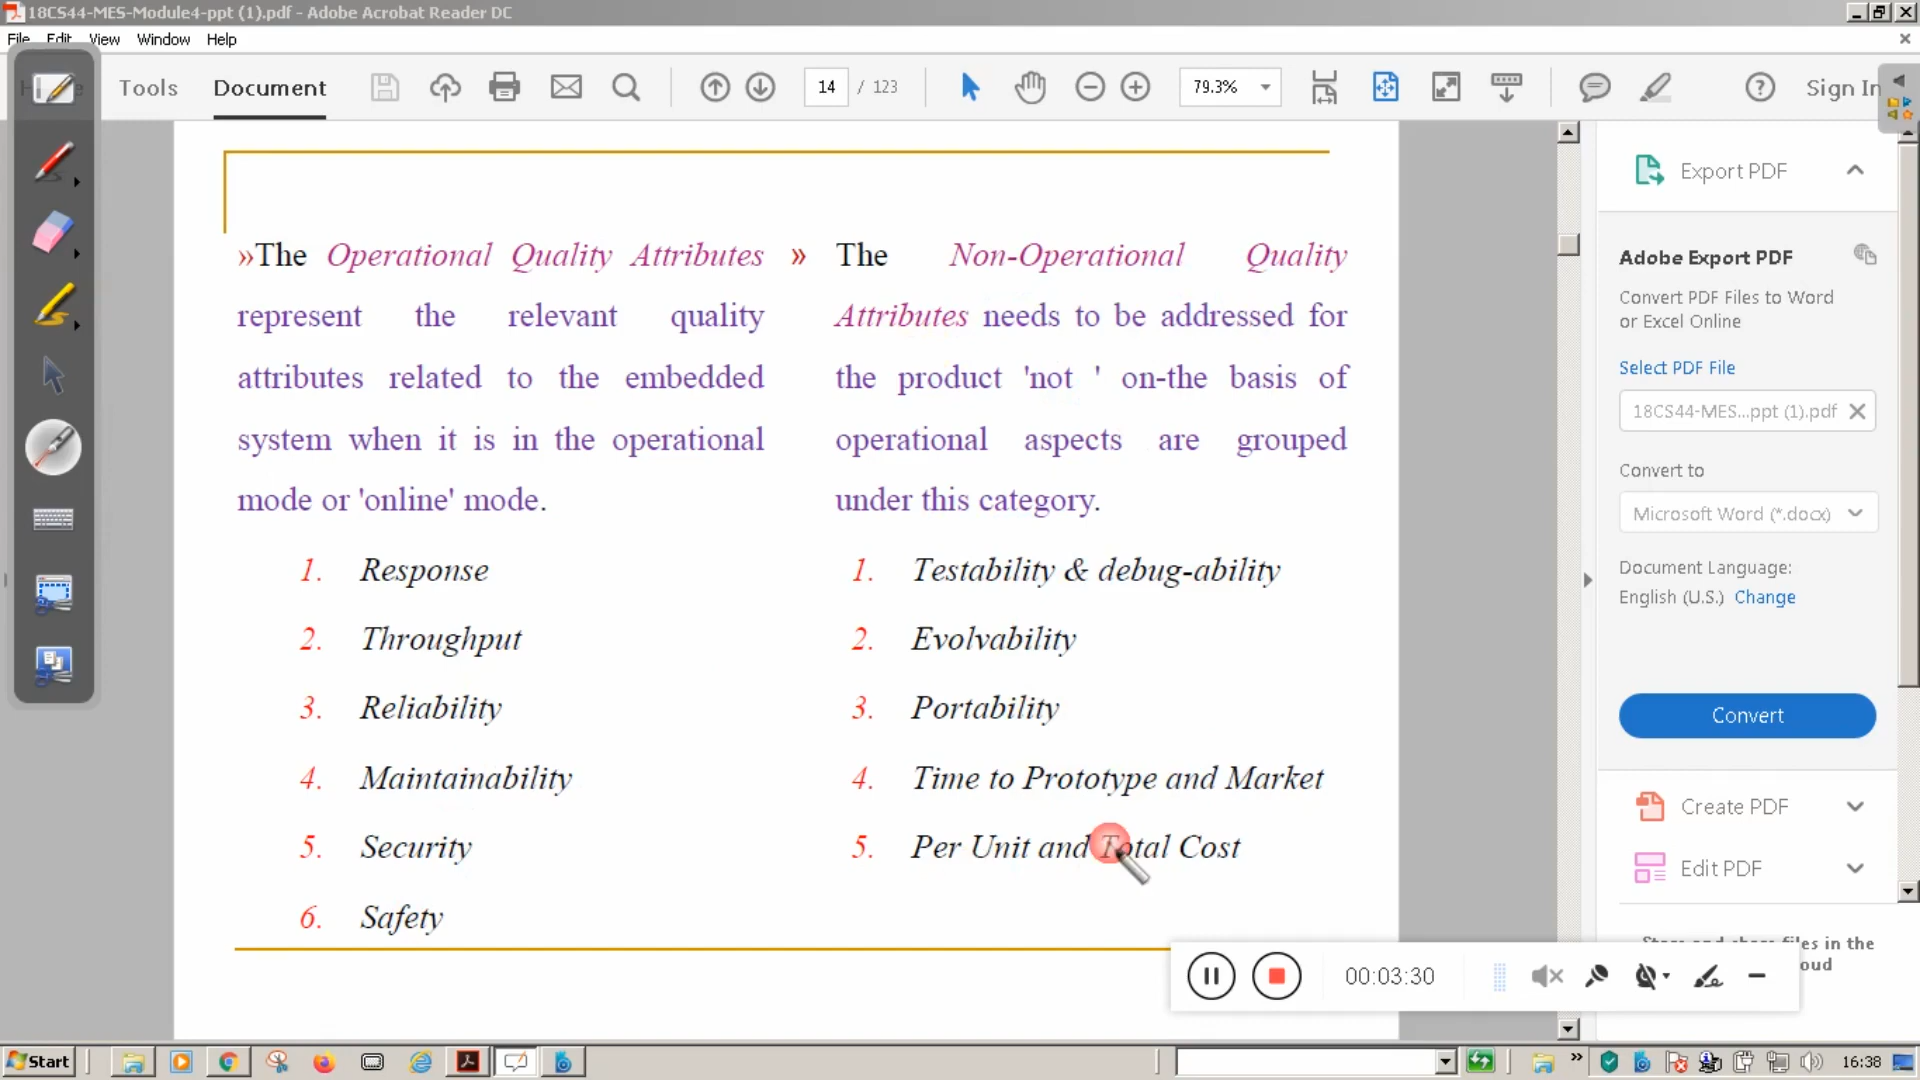 18CS44-MES-Module4-ppt (1).pdf - Adobe Acrobat Reader DC
File Edit View Window Help
Tools Document 14 / 123 79.3% Sign In
»The Operational Quality Attributes
represent the relevant quality
attributes related to the embedded
system when it is in the operational
mode or 'online' mode.
1. Response
2. Throughput
3. Reliability
4. Maintainability
5. Security
6. Safety
» The Non-Operational Quality
Attributes needs to be addressed for
the product 'not ' on-the basis of
operational aspects are grouped
under this category.
1. Testability & debug-ability
2. Evolvability
3. Portability
4. Time to Prototype and Market
5. Per Unit and Total Cost
Export PDF
Adobe Export PDF
Convert PDF Files to Word
or Excel Online
Select PDF File
18CS44-MES...ppt (1).pdf
Convert to
Microsoft Word (*.docx)
Document Language:
English (U.S.) Change
Convert
Create PDF
Edit PDF
files in the
00:03:30
Start
16:38